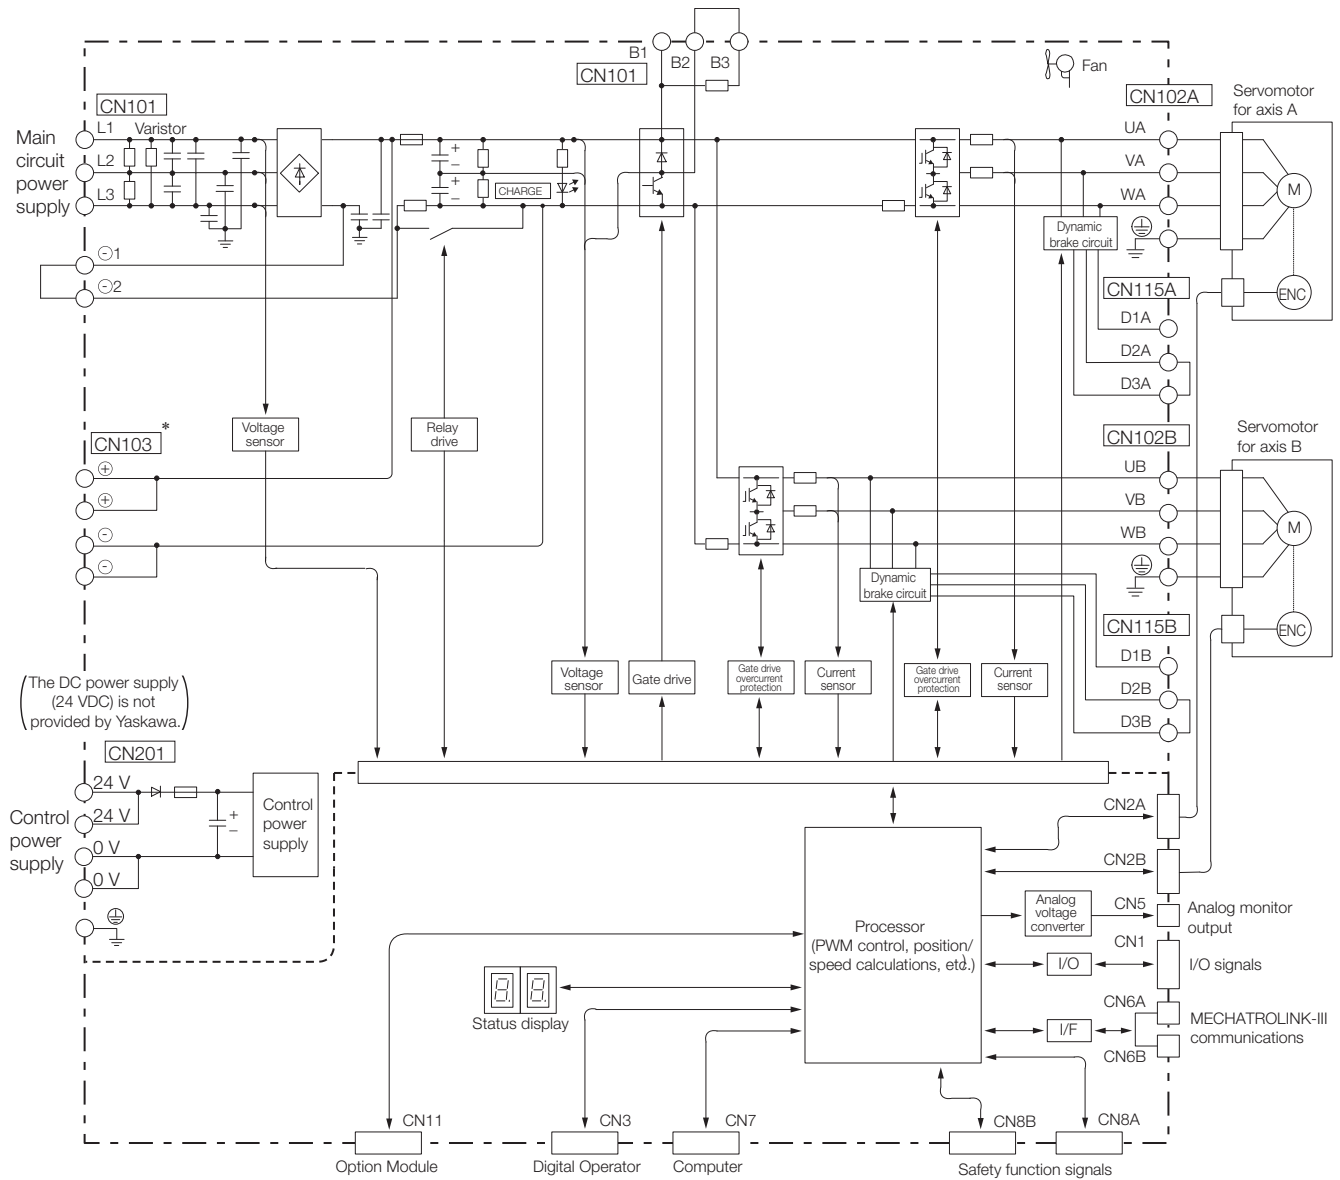 B1
B2
B3
CN101
Fan
CN101
L1
Varistor
L2
L3
Main
circuit
power
supply
CHARGE
+
−
+
−
⊖1
⊖2
CN102A
Servomotor
for axis A
UA
VA
WA
M
Dynamic
brake circuit
ENC
CN115A
D1A
D2A
D3A
CN103
*
⊕
⊕
⊖
⊖
Voltage
sensor
Relay
drive
CN102B
Servomotor
for axis B
UB
VB
WB
M
Dynamic
brake circuit
ENC
CN115B
D1B
D2B
D3B
Voltage
sensor
Gate drive
Gate drive
overcurrent
protection
Current
sensor
Gate drive
overcurrent
protection
Current
sensor
(The DC power supply
(24 VDC) is not
provided by Yaskawa.)
CN201
24 V
24 V
0 V
0 V
Control
power
supply
+
−
Control
power
supply
Processor
(PWM control, position/
speed calculations, etc.)
CN2A
CN2B
Analog
voltage
converter
CN5
Analog monitor
output
CN1
I/O
I/O signals
CN6A
I/F
MECHATROLINK-III
communications
CN6B
8. 8.
Status display
CN11
Option Module
CN3
Digital Operator
CN7
Computer
CN8B
CN8A
Safety function signals